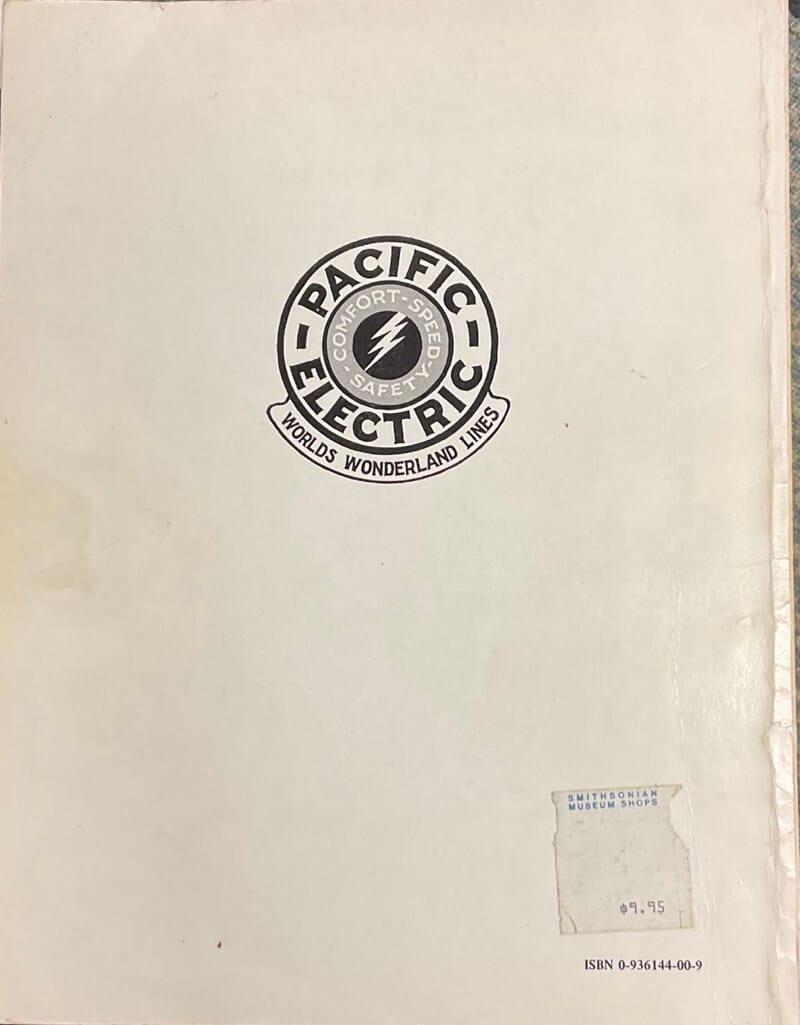 PACIFIC
COMFORT - SPEED
- SAFETY -
ELECTRIC
WORLDS WONDERLAND LINES
SMITHSONIAN
MUSEUM SHOPS
$9.95
ISBN 0-936144-00-9